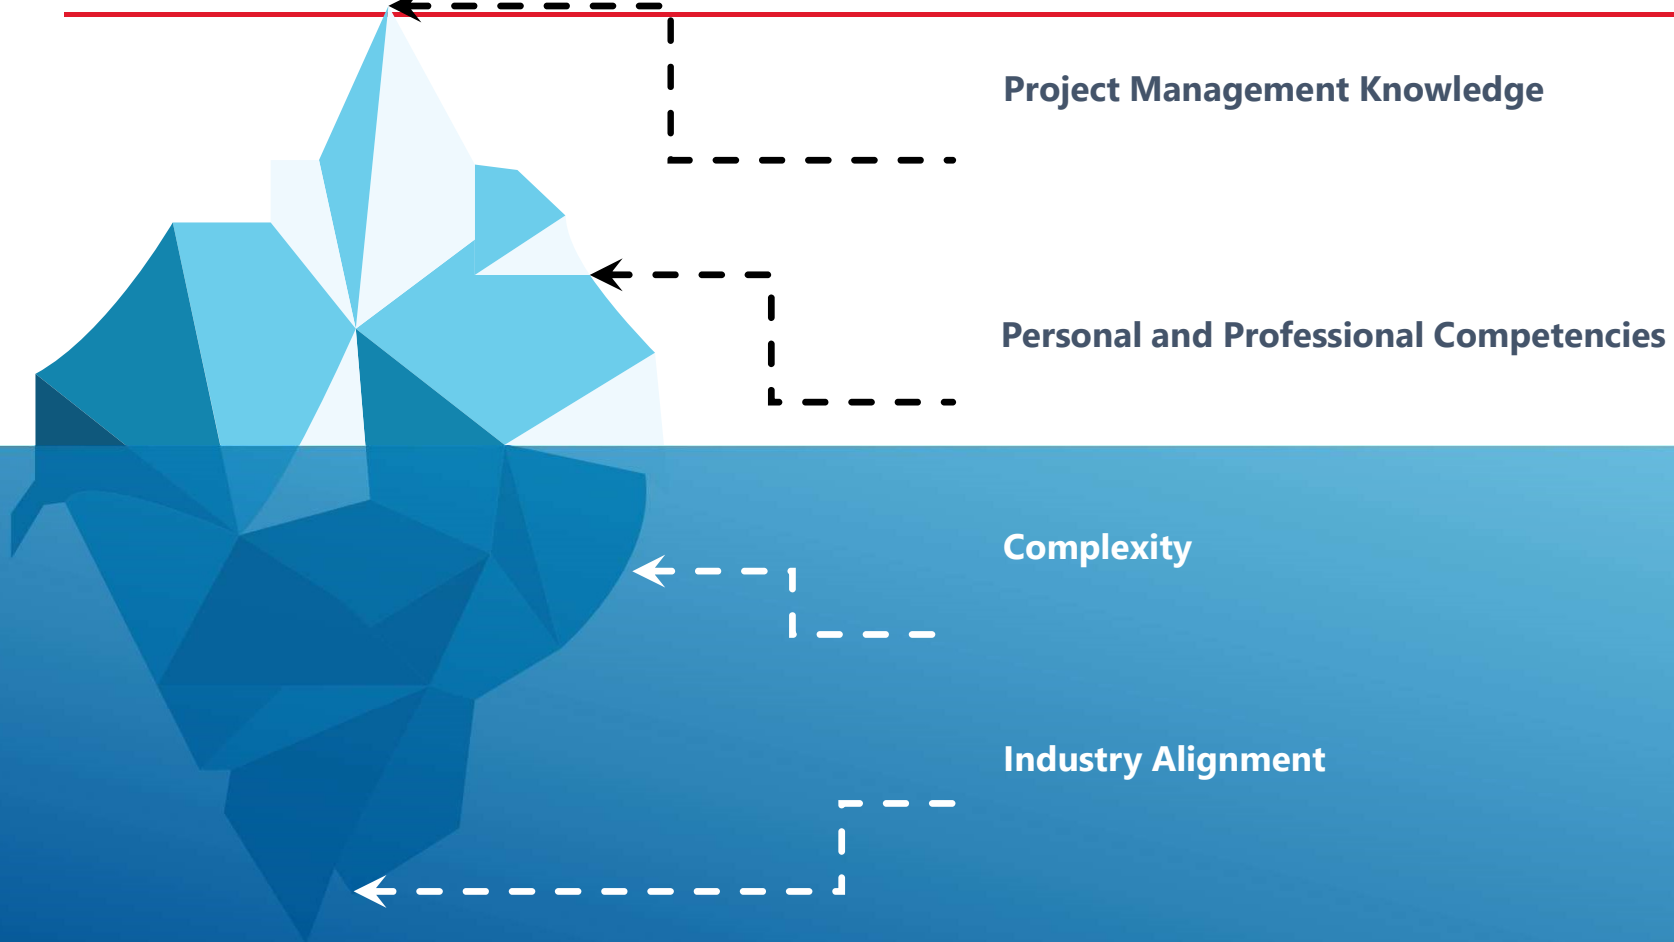 Project Management Knowledge
Personal and Professional Competencies
Complexity
Industry Alignment